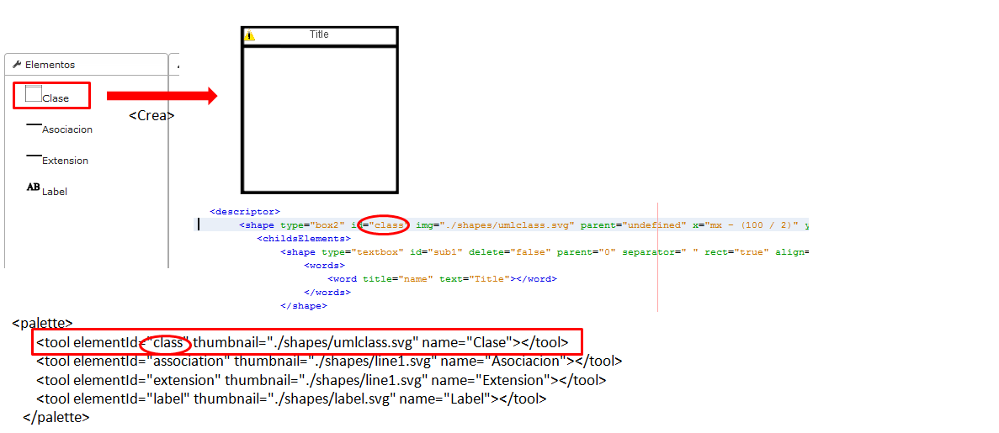 Title
Elementos
Clase
<Crea>
Asociacion
Extension
AB Label
<descriptor>
<shape type="box2" id="class" img="./shapes/umlclass.svg" parent="undefined" x="mx - (100 / 2)" y
<childsElements>
<shape type="textbox" id="sub1" delete="false" parent="0" separator=" " rect="true" align=
<words>
<word title="name" text="Title"></word>
</words>
</shape>
<palette>
<tool elementId="class" thumbnail="./shapes/umlclass.svg" name="Clase"></tool>
<tool elementId="association" thumbnail="./shapes/line1.svg" name="Asociacion"></tool>
<tool elementId="extension" thumbnail="./shapes/line1.svg" name="Extension"></tool>
<tool elementId="label" thumbnail="./shapes/label.svg" name="Label"></tool>
</palette>